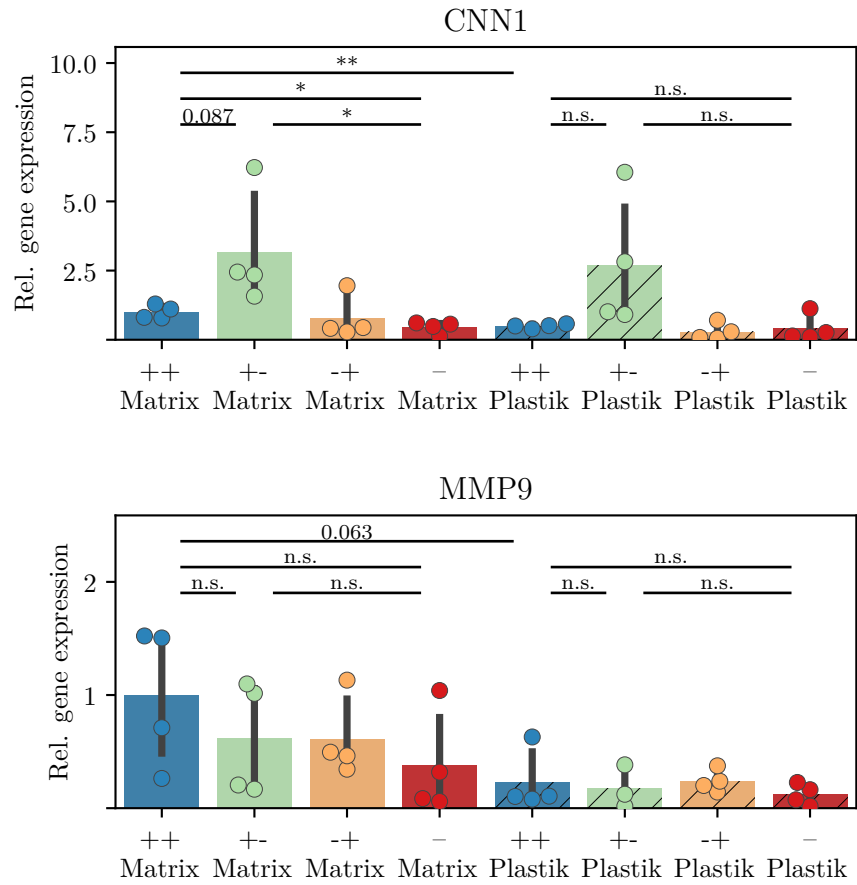 CNN1
Rel. gene expression
10.0
7.5
5.0
2.5
**
*
n.s.
0.087
*
n.s.
n.s.
++ +- -+ – ++ +- -+ –
Matrix Matrix Matrix Matrix Plastik Plastik Plastik Plastik
MMP9
Rel. gene expression
2
1
0.063
n.s.
n.s.
n.s.
n.s.
n.s.
n.s.
++ +- -+ – ++ +- -+ –
Matrix Matrix Matrix Matrix Plastik Plastik Plastik Plastik